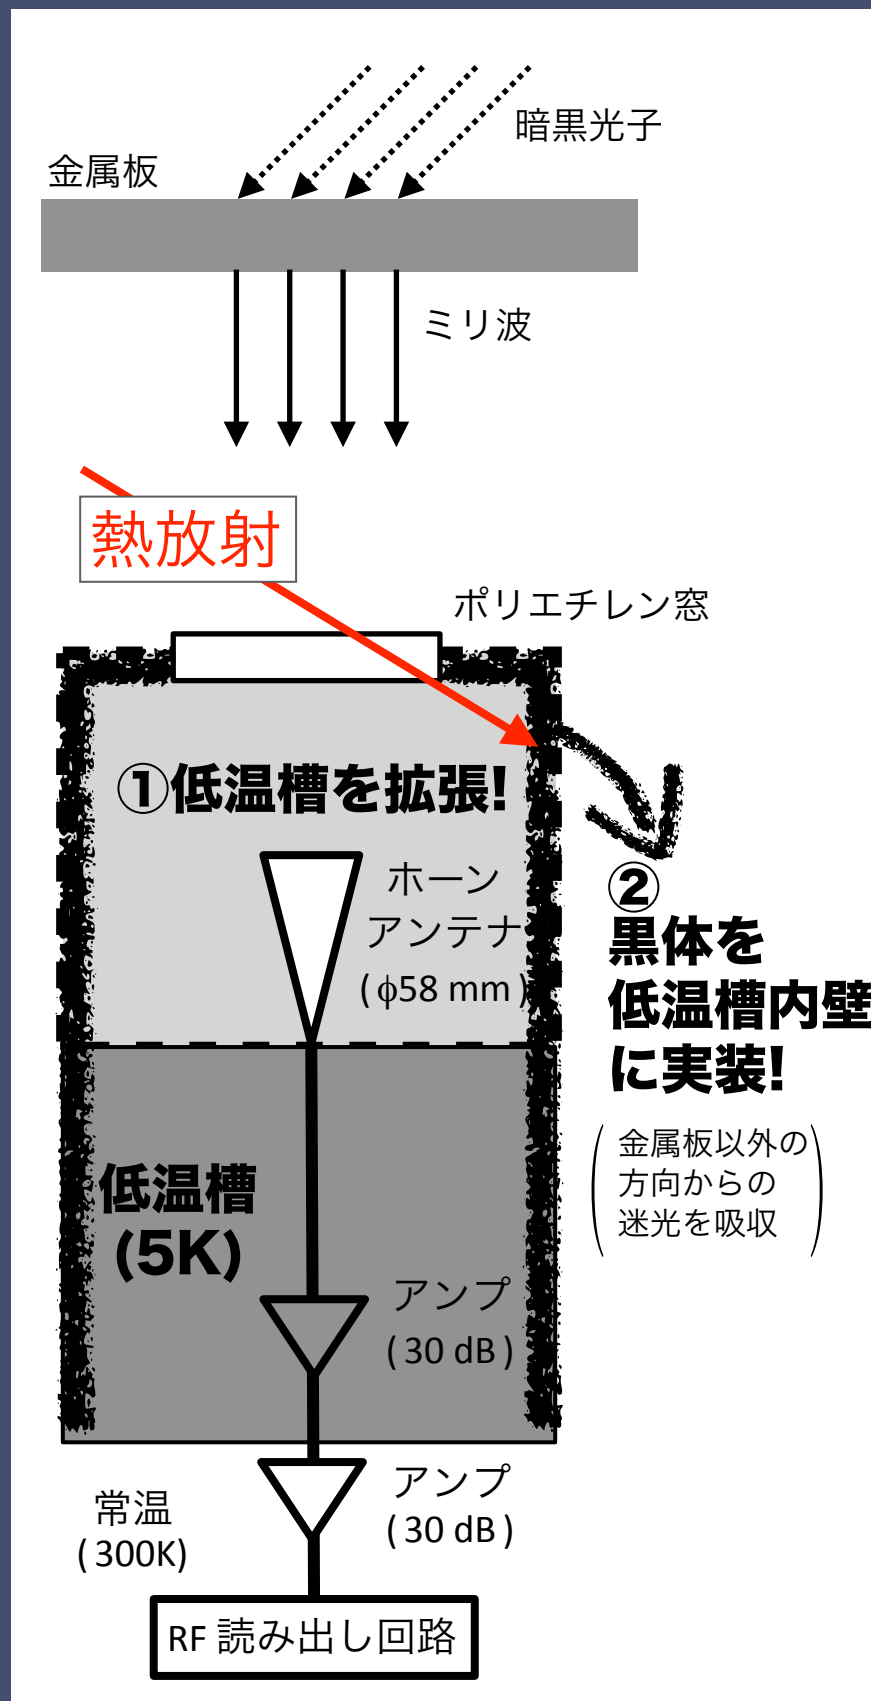 暗黒光子
金属板
ミリ波
熱放射
ポリエチレン窓
①低温槽を拡張!
ホーン
アンテナ
(φ58 mm)
②
黒体を
低温槽内壁
に実装!
金属板以外の
方向からの
迷光を吸収
低温槽
(5K)
アンプ
(30 dB)
アンプ
(30 dB)
常温
(300K)
RF 読み出し回路